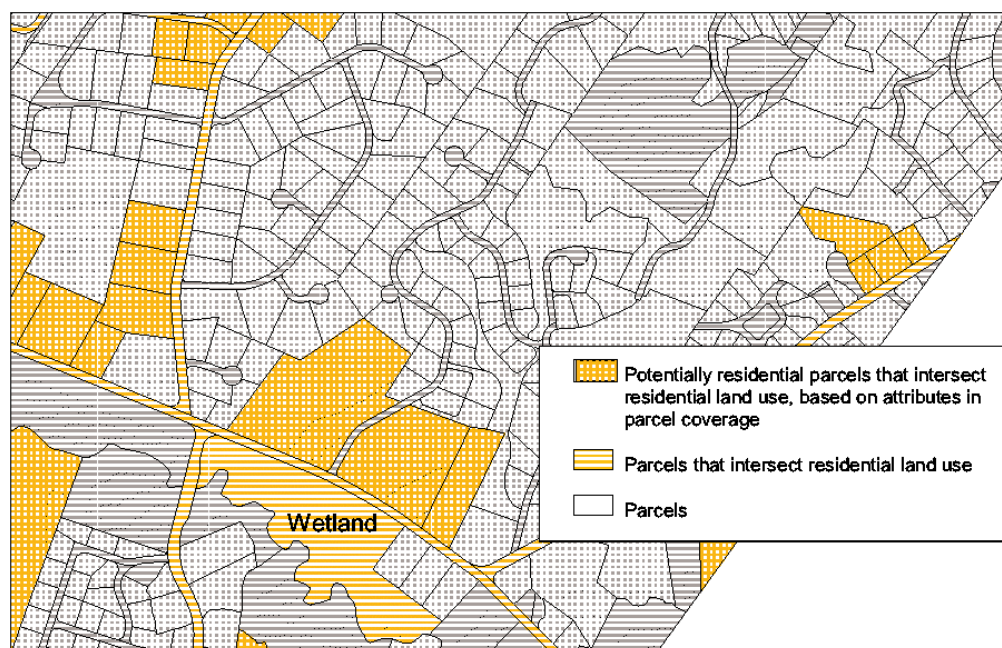 Potentially residential parcels that intersect
residential land use, based on attributes in
parcel coverage
Parcels that intersect residential land use
Parcels
Wetland